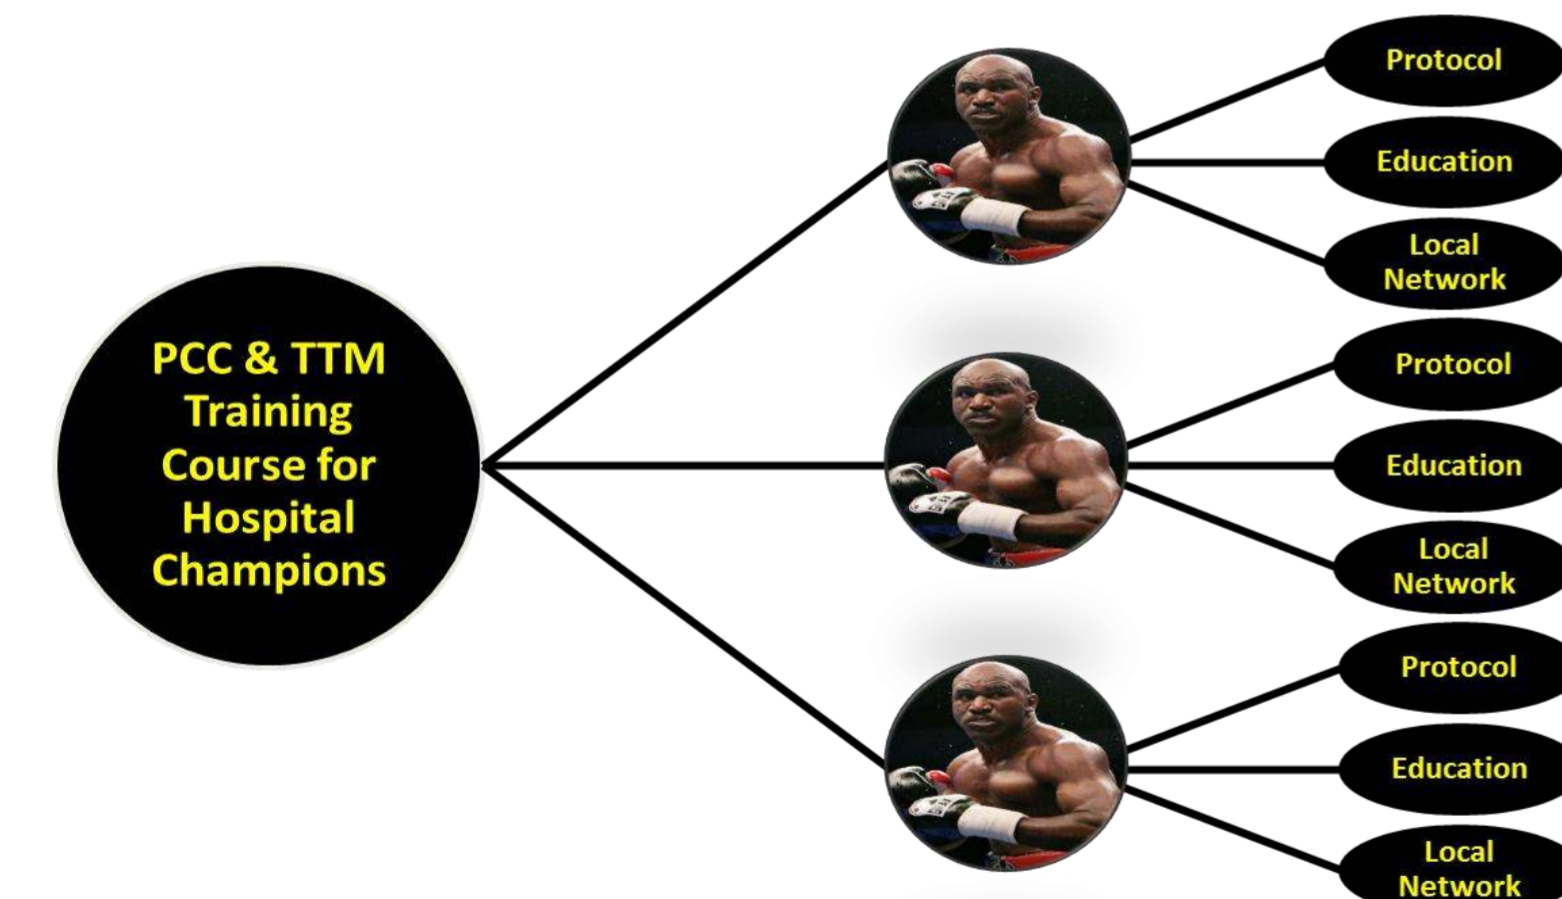 PCC & TTM
Training
Course for
Hospital
Champions
Protocol
Education
Local
Network
Protocol
Education
Local
Network
Protocol
Education
Local
Network